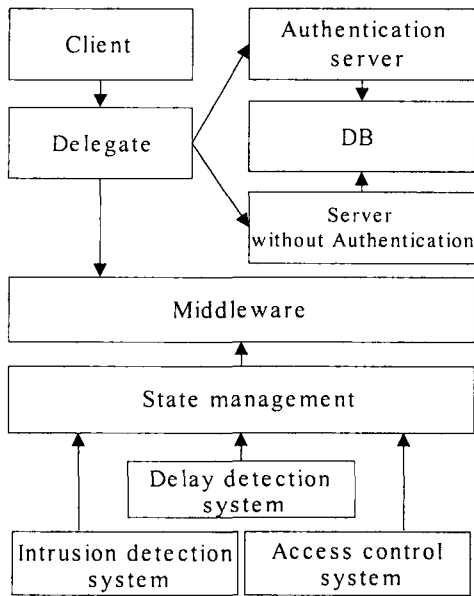 Client
Authentication
server
Delegate
DB
Server
without Authentication
Middleware
State management
Delay detection
system
Intrusion detection
system
Access control
system